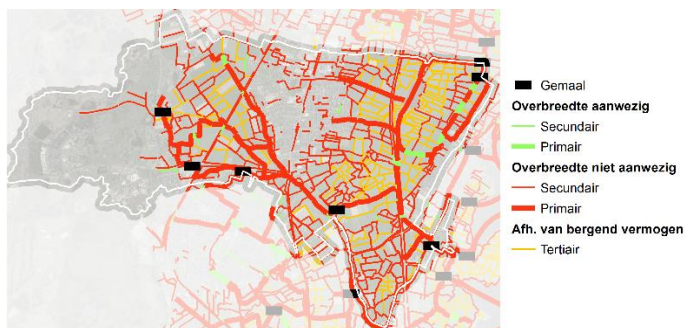 Gemaal
Overbreedte aanwezig
Secundair
Primair
Overbreedte niet aanwezig
Secundair
Primair
Afh. van bergend vermogen
Tertiair